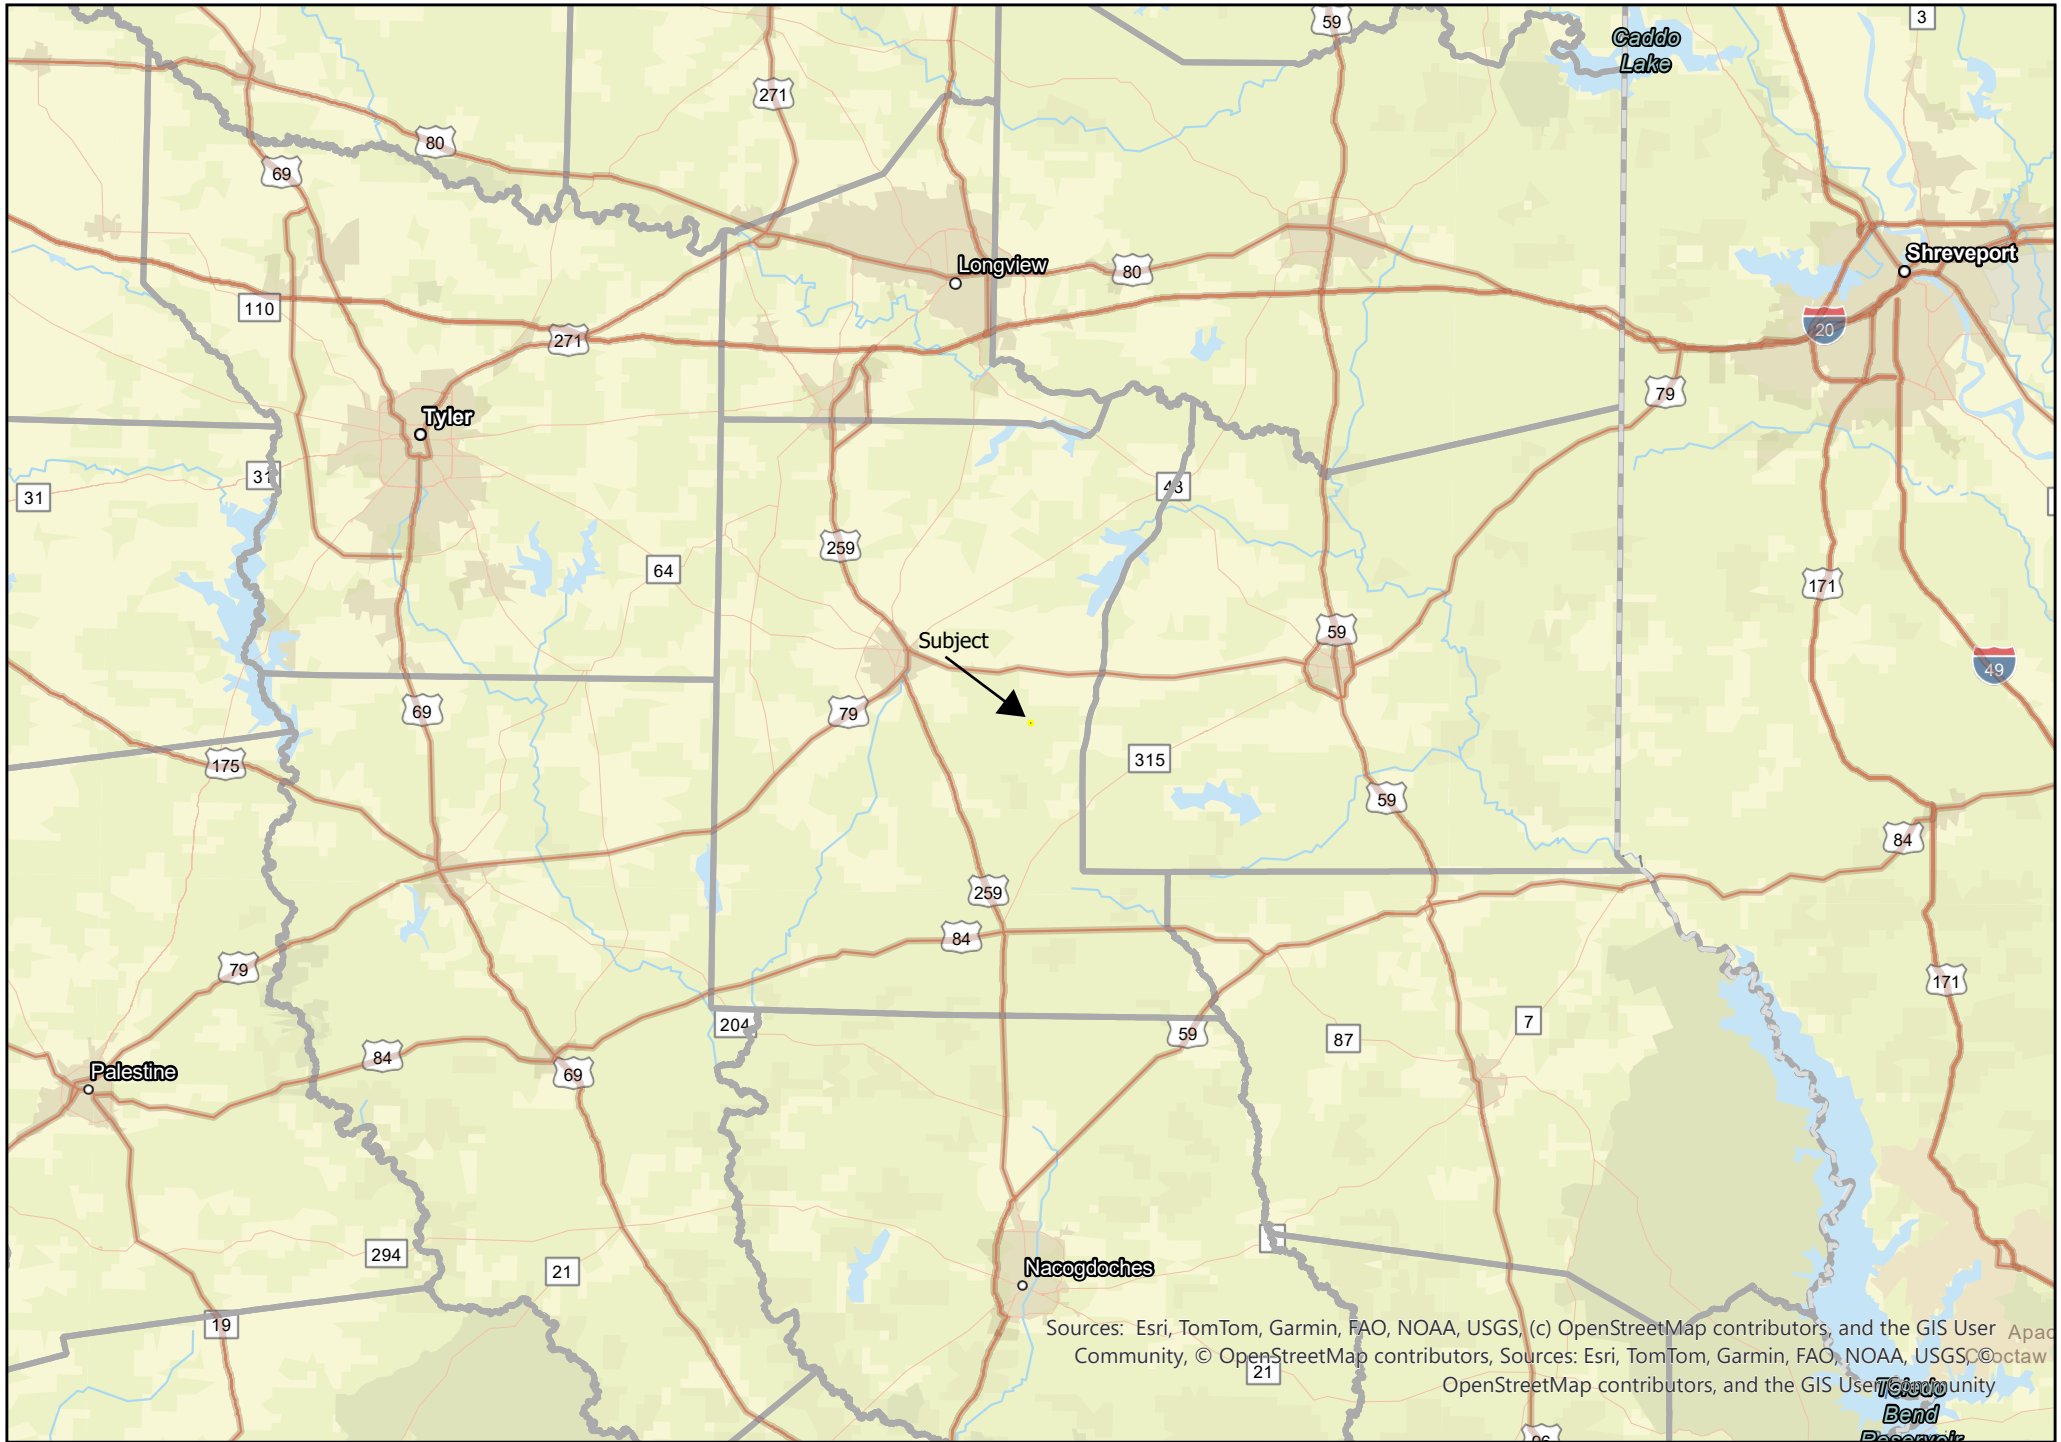 59
3
Caddo
Lake
271
80
69
Shreveport
Longview
80
110
20
271
79
Tyler
31
31
43
259
64
171
59
Subject
49
69
79
175
315
59
84
259
84
79
171
204
7
59
87
84
69
Palestine
294
21
Nacogdoches
19
Sources: Esri, TomTom, Garmin, FAO, NOAA, USGS, (c) OpenStreetMap contributors, and the GIS User
Community, © OpenStreetMap contributors, Sources: Esri, TomTom, Garmin, FAO, NOAA, USGS, ©
OpenStreetMap contributors, and the GIS User Community
21
Toledo
Bend
Reservoir
96